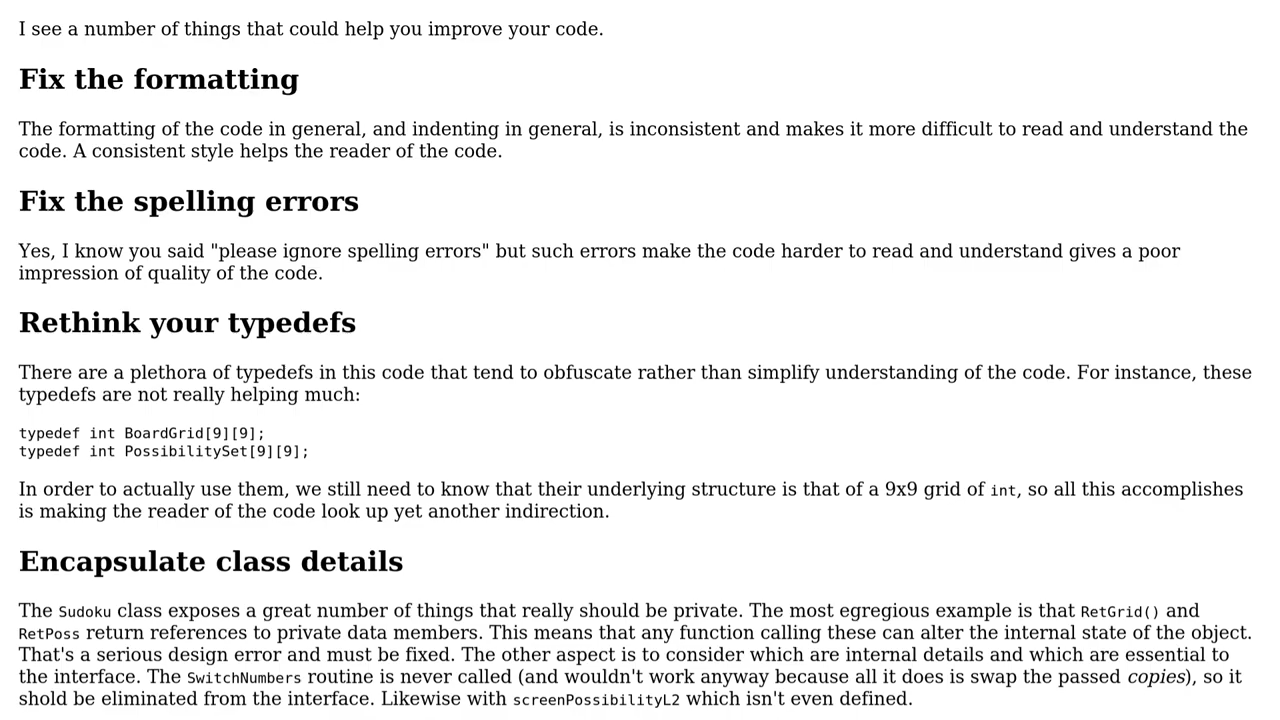 I see a number of things that could help you improve your code.
Fix the formatting
The formatting of the code in general, and indenting in general, is inconsistent and makes it more difficult to read and understand the
code. A consistent style helps the reader of the code.
Fix the spelling errors
Yes, I know you said "please ignore spelling errors" but such errors make the code harder to read and understand gives a poor
impression of quality of the code.
Rethink your typedefs
There are a plethora of typedefs in this code that tend to obfuscate rather than simplify understanding of the code. For instance, these
typedefs are not really helping much:
typedef int BoardGrid[9][9];
typedef int PossibilitySet[9][9];
In order to actually use them, we still need to know that their underlying structure is that of a 9x9 grid of int, so all this accomplishes
is making the reader of the code look up yet another indirection.
Encapsulate class details
The Sudoku class exposes a great number of things that really should be private. The most egregious example is that RetGrid() and
RetPoss return references to private data members. This means that any function calling these can alter the internal state of the object.
That's a serious design error and must be fixed. The other aspect is to consider which are internal details and which are essential to
the interface. The SwitchNumbers routine is never called (and wouldn't work anyway because all it does is swap the passed copies), so it
shold be eliminated from the interface. Likewise with screenPossibilityL2 which isn't even defined.